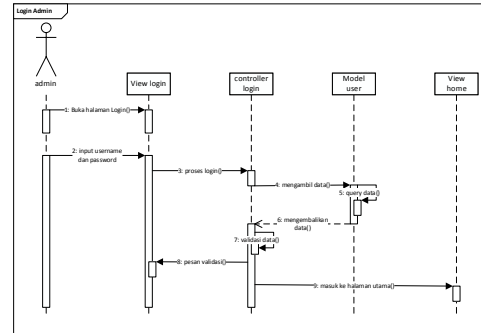 Login Admin
admin
View login
controller
login
Model
user
View
home
1: Buka halaman Login()
2: input username
dan password
3: proses login()
4: mengambil data()
5: query data()
6: mengembalikan
data()
7: validasi data()
8: pesan validasi()
9: masuk ke halaman utama()